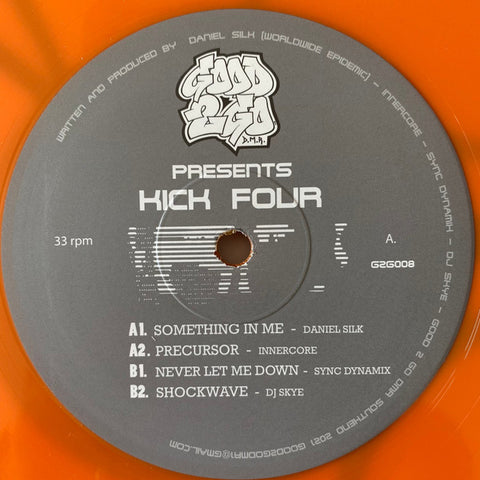 WRITTEN AND PRODUCED BY DANIEL SILK (WORLDWIDE EPIDEMIC) - INNERCORE - SYNC DYNAMIX - DJ SKYE - GOOD 2 GO DMA SOUTHEND 2021 GOOD2GODMA1@GMAIL.COM
GOOD
2 GO
D.M.A.
PRESENTS
KICK FOUR
33 rpm
A.
G2G008
A1. SOMETHING IN ME - DANIEL SILK
A2. PRECURSOR - INNERCORE
B1. NEVER LET ME DOWN - SYNC DYNAMIX
B2. SHOCKWAVE - DJ SKYE